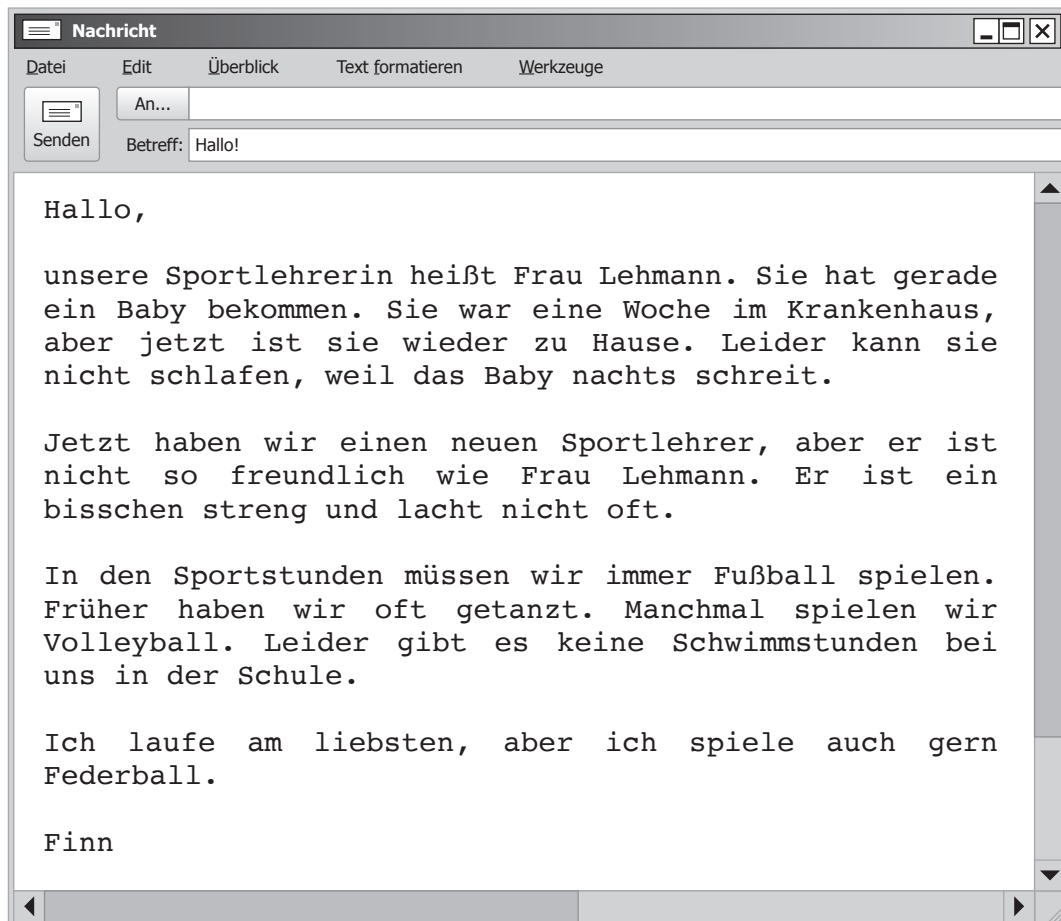 Nachricht
Datei Edit Überblick Text formatieren Werkzeuge
An...
Senden
Betreff: Hallo!
Hallo,
unsere Sportlehrerin heißt Frau Lehmann. Sie hat gerade
ein Baby bekommen. Sie war eine Woche im Krankenhaus,
aber jetzt ist sie wieder zu Hause. Leider kann sie
nicht schlafen, weil das Baby nachts schreit.
Jetzt haben wir einen neuen Sportlehrer, aber er ist
nicht so freundlich wie Frau Lehmann. Er ist ein
bisschen streng und lacht nicht oft.
In den Sportstunden müssen wir immer Fußball spielen.
Früher haben wir oft getanzt. Manchmal spielen wir
Volleyball. Leider gibt es keine Schwimmstunden bei
uns in der Schule.
Ich laufe am liebsten, aber ich spiele auch gern
Federball.
Finn